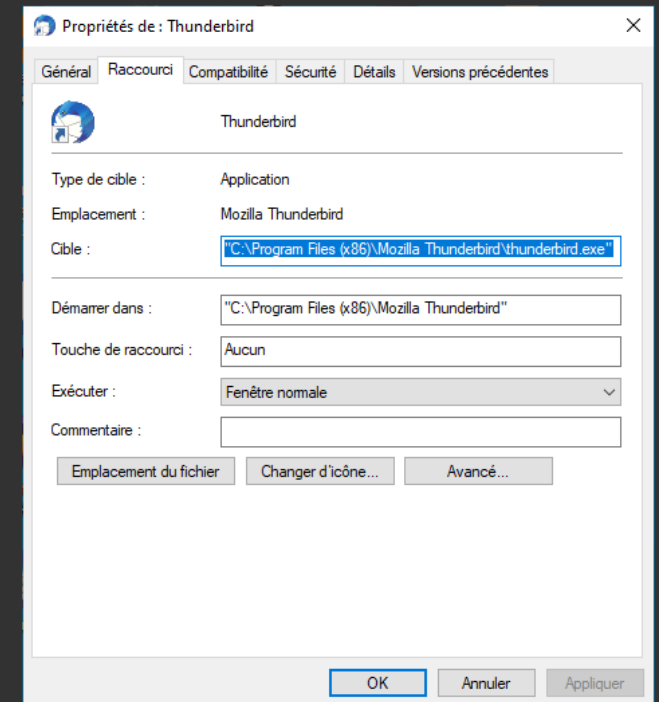 Propriétés de : Thunderbird
Général Raccourci Compatibilité Sécurité Détails Versions précédentes
Thunderbird
Type de cible : Application
Emplacement : Mozilla Thunderbird
Cible : "C:\Program Files (x86)\Mozilla Thunderbird\thunderbird.exe"
Démarrer dans : "C:\Program Files (x86)\Mozilla Thunderbird"
Touche de raccourci : Aucun
Exécuter : Fenêtre normale
Commentaire :
Emplacement du fichier Changer d'icône... Avancé...
OK Annuler Appliquer